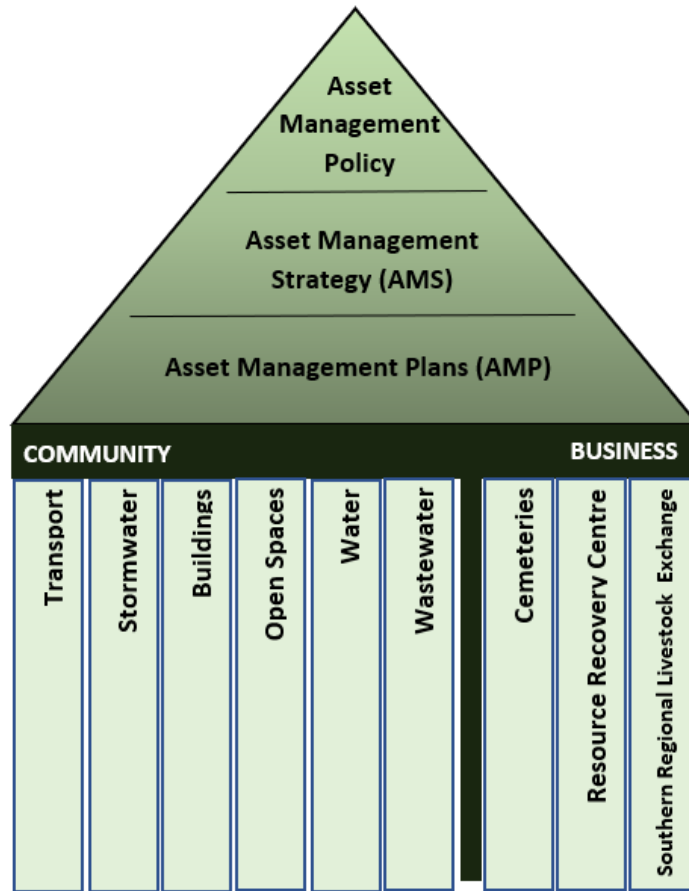 Asset
Management
Policy
Asset Management
Strategy (AMS)
Asset Management Plans (AMP)
COMMUNITY
BUSINESS
Transport
Stormwater
Buildings
Open Spaces
Water
Wastewater
Cemeteries
Resource Recovery Centre
Southern Regional Livestock Exchange